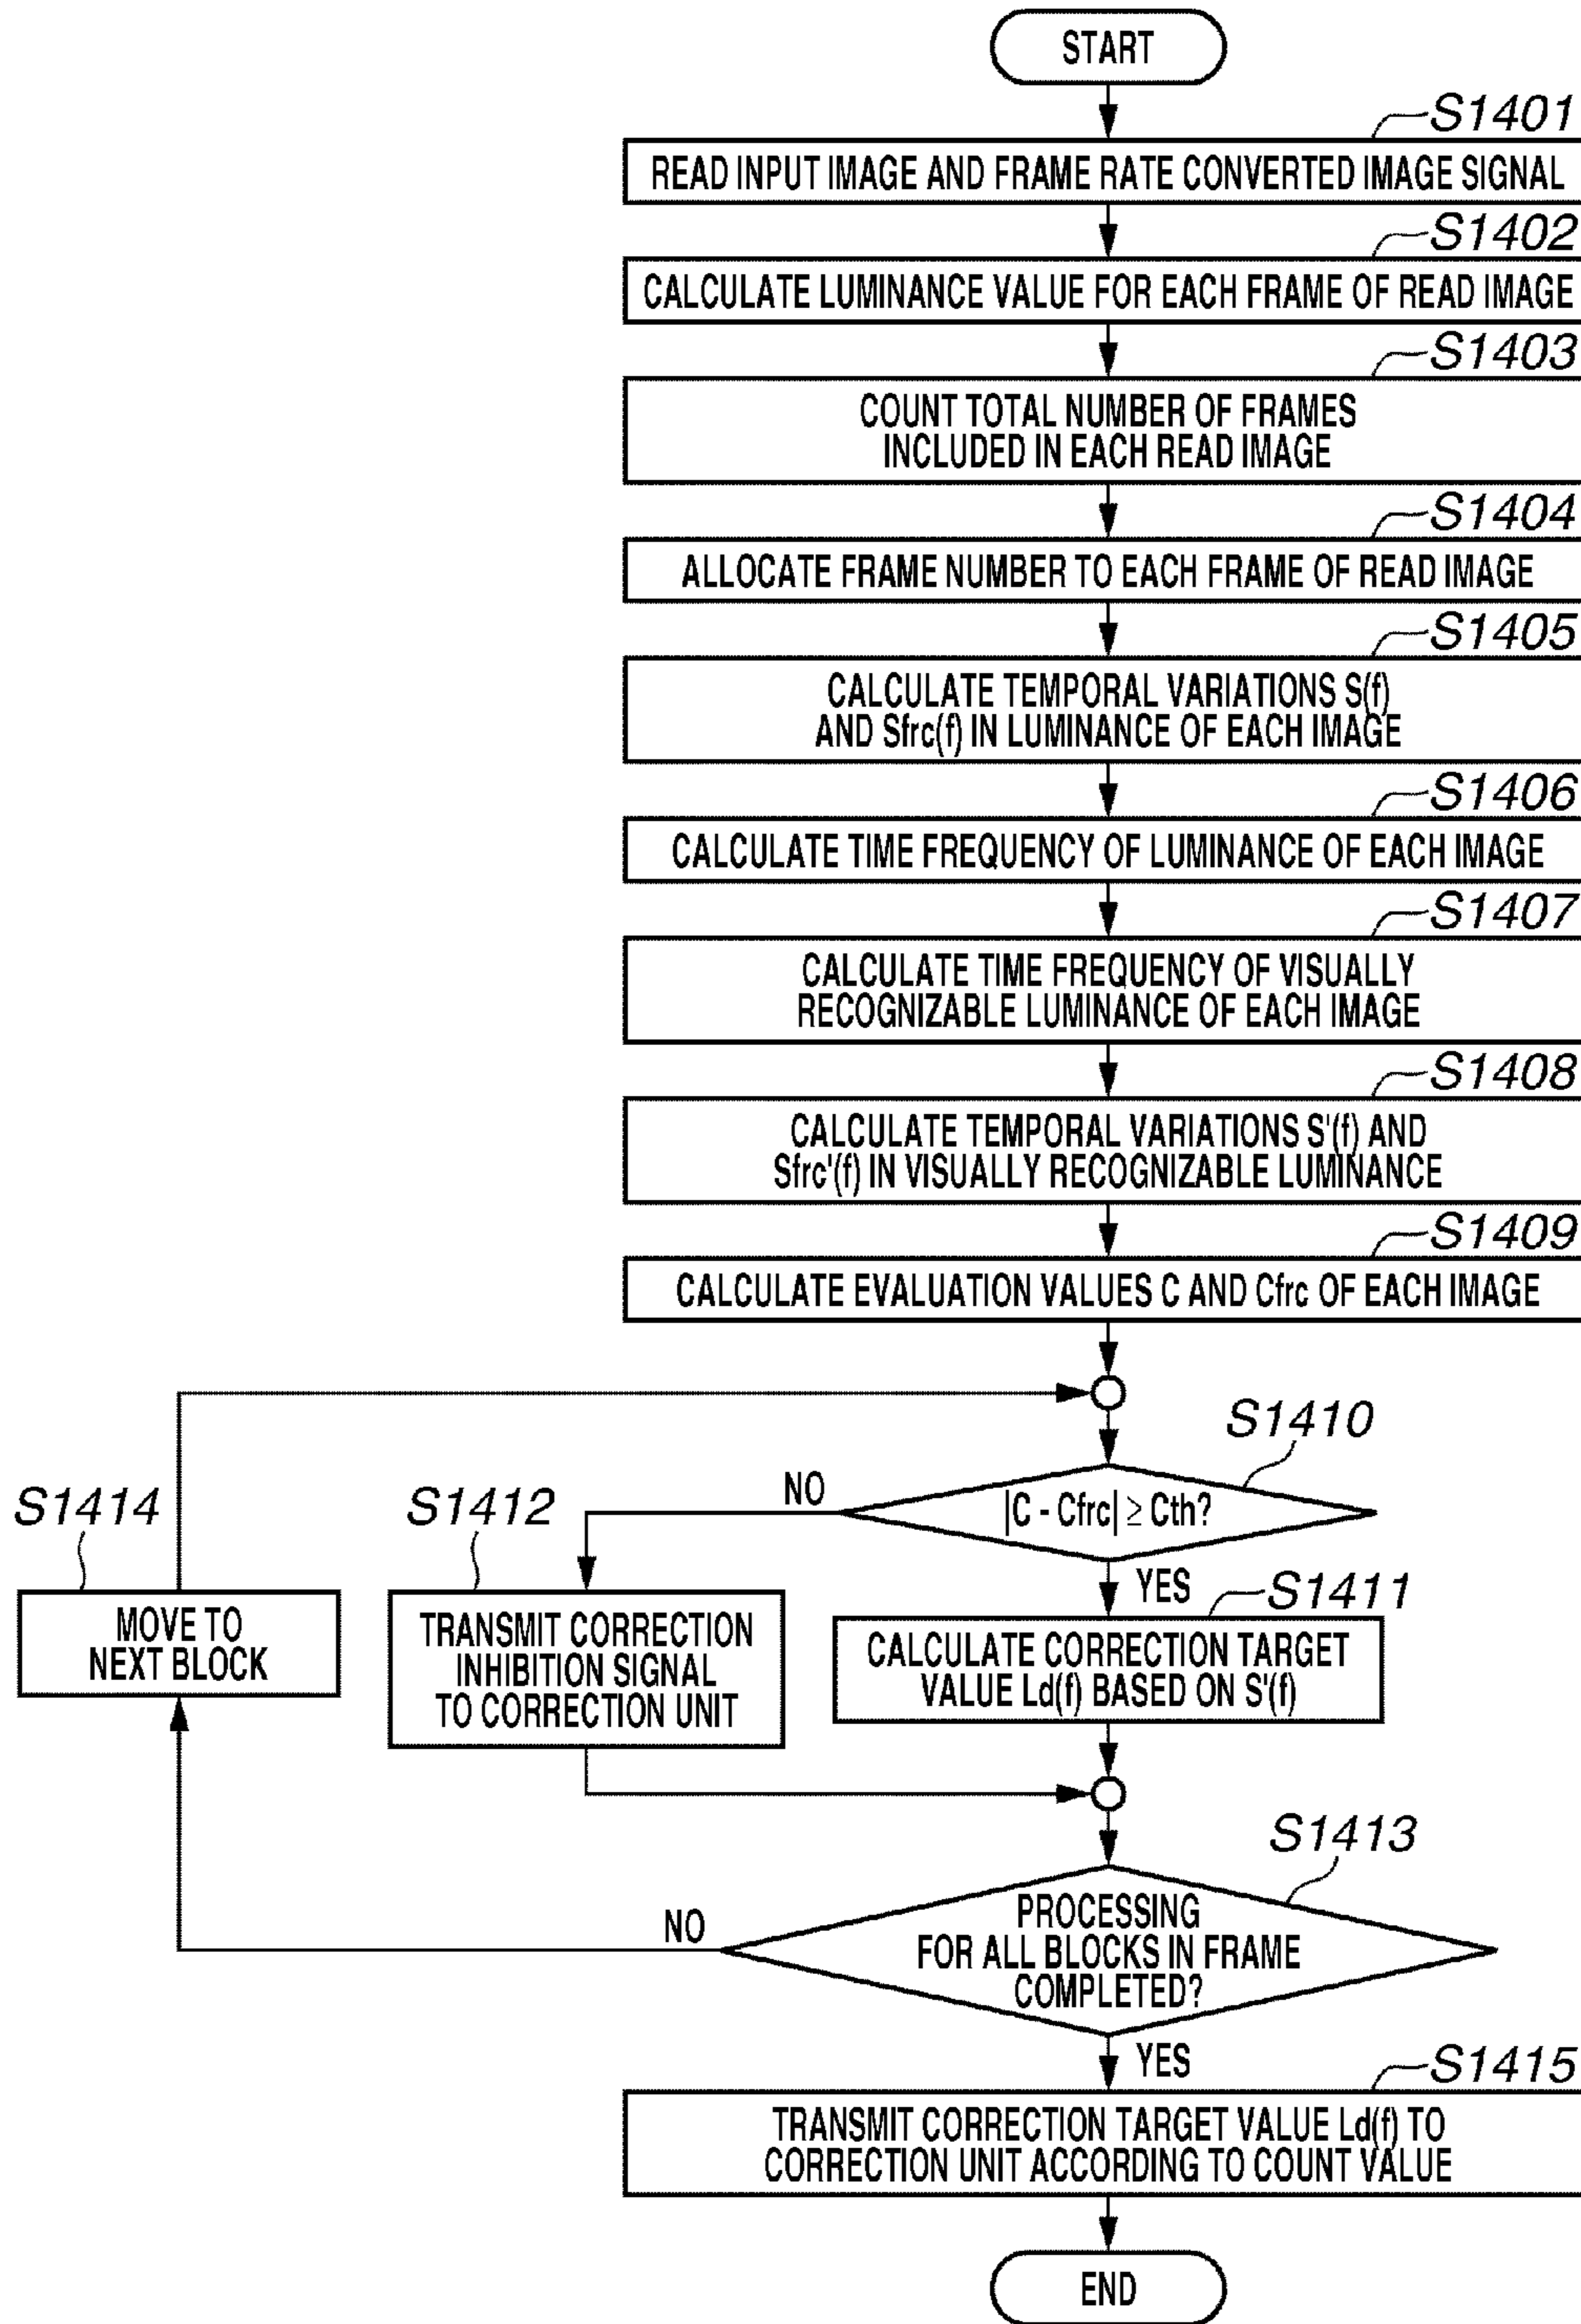 START
S1401
READ INPUT IMAGE AND FRAME RATE CONVERTED IMAGE SIGNAL
S1402
CALCULATE LUMINANCE VALUE FOR EACH FRAME OF READ IMAGE
S1403
COUNT TOTAL NUMBER OF FRAMES
INCLUDED IN EACH READ IMAGE
S1404
ALLOCATE FRAME NUMBER TO EACH FRAME OF READ IMAGE
S1405
CALCULATE TEMPORAL VARIATIONS S(f)
AND Sfrc(f) IN LUMINANCE OF EACH IMAGE
S1406
CALCULATE TIME FREQUENCY OF LUMINANCE OF EACH IMAGE
S1407
CALCULATE TIME FREQUENCY OF VISUALLY
RECOGNIZABLE LUMINANCE OF EACH IMAGE
S1408
CALCULATE TEMPORAL VARIATIONS S'(f) AND
Sfrc'(f) IN VISUALLY RECOGNIZABLE LUMINANCE
S1409
CALCULATE EVALUATION VALUES C AND Cfrc OF EACH IMAGE
S1410
|C - Cfrc| ≥ Cth?
NO
YES
S1414
MOVE TO
NEXT BLOCK
S1412
TRANSMIT CORRECTION
INHIBITION SIGNAL
TO CORRECTION UNIT
S1411
CALCULATE CORRECTION TARGET
VALUE Ld(f) BASED ON S'(f)
S1413
PROCESSING
FOR ALL BLOCKS IN FRAME
COMPLETED?
NO
YES
S1415
TRANSMIT CORRECTION TARGET VALUE Ld(f) TO
CORRECTION UNIT ACCORDING TO COUNT VALUE
END